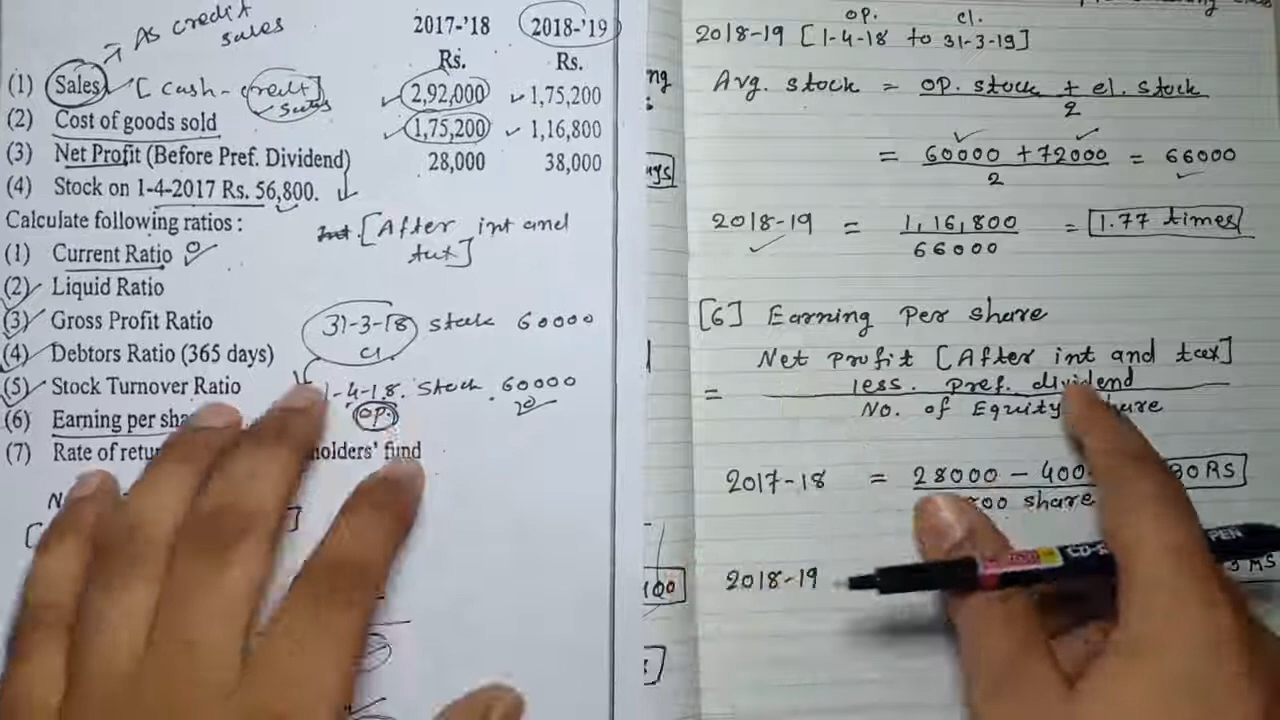 As credit
sales
2017-'18 2018-'19
Rs. Rs.
(1) Sales [cash - credit] 2,92,000 1,75,200
sales
(2) Cost of goods sold 1,75,200 1,16,800
(3) Net Profit (Before Pref. Dividend) 28,000 38,000
(4) Stock on 1-4-2017 Rs. 56,800.
Calculate following ratios :
[After int and
tax]
(1) Current Ratio
(2) Liquid Ratio
(3) Gross Profit Ratio
31-3-18 stock 60000
cl.
(4) Debtors Ratio (365 days)
(5) Stock Turnover Ratio
1-4-18. Stock 60000
op.
(6) Earning per sha
(7) Rate of retu holders' fund
op. cl.
2018-19 [1-4-18 to 31-3-19]
Avg. stock = op. stock + cl. stock
2
= 60000 + 72000 = 66000
2
2018-19 = 1,16,800 = 1.77 times
66000
[6] Earning Per share
Net Profit [After int and tax]
= less. Pref. dividend
No. of Equity hare
2017-18 = 28000 - 400 30 RS
00 share
2018-19
PEN
100